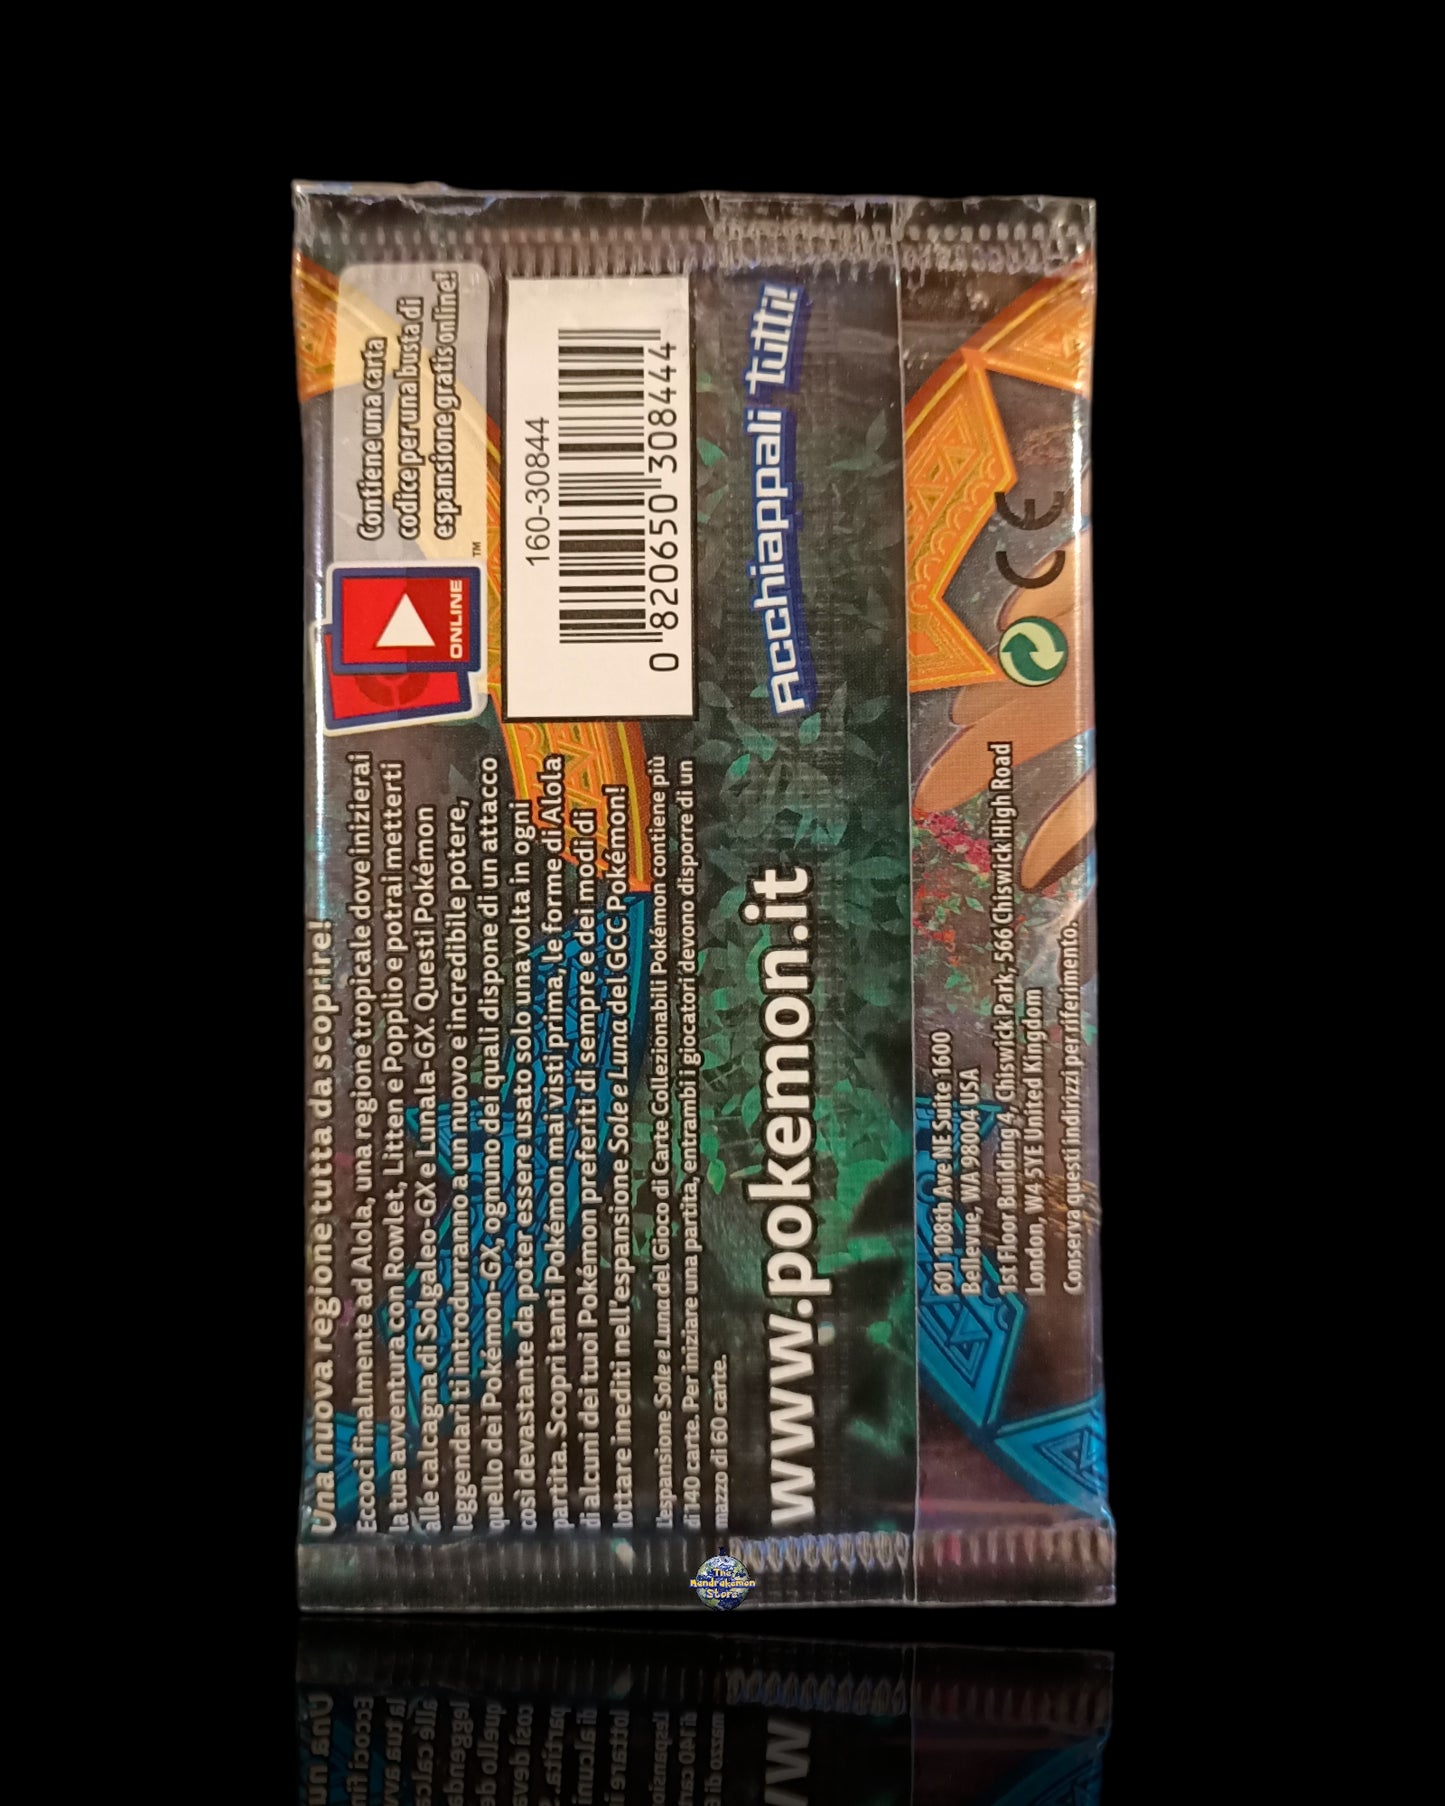 Una nuova regione tutta da scoprire!
Eccoci finalmente ad Alola, una regione tropicale dove inizierai
la tua avventura con Rowlet, Litten e Popplio e potrai metterti
alle calcagna di Solgaleo-GX e Lunala-GX. Questi Pokémon
leggendari ti introdurranno a un nuovo e incredibile potere,
quello dei Pokémon-GX, ognuno dei quali dispone di un attacco
così devastante da poter essere usato solo una volta in ogni
partita. Scopri tanti Pokémon mai visti prima, le forme di Alola
di alcuni dei tuoi Pokémon preferiti di sempre e dei modi di
lottare inediti nell'espansione Sole e Luna del GCC Pokémon!
L'espansione Sole e Luna del Gioco di Carte Collezionabili Pokémon contiene più
di 140 carte. Per iniziare una partita, entrambi i giocatori devono disporre di un
mazzo di 60 carte.
ONLINE
TM
Contiene una carta
codice per una busta di
espansione gratis online!
160-30844
0 820650 308444
www.pokemon.it
Acchiappali tutti!
601 108th Ave NE Suite 1600
Bellevue, WA 98004 USA
1st Floor Building 4, Chiswick Park, 566 Chiswick High Road
London, W4 5YE United Kingdom
Conserva questi indirizzi per riferimento.
CE
The
Mandrakemon
Store